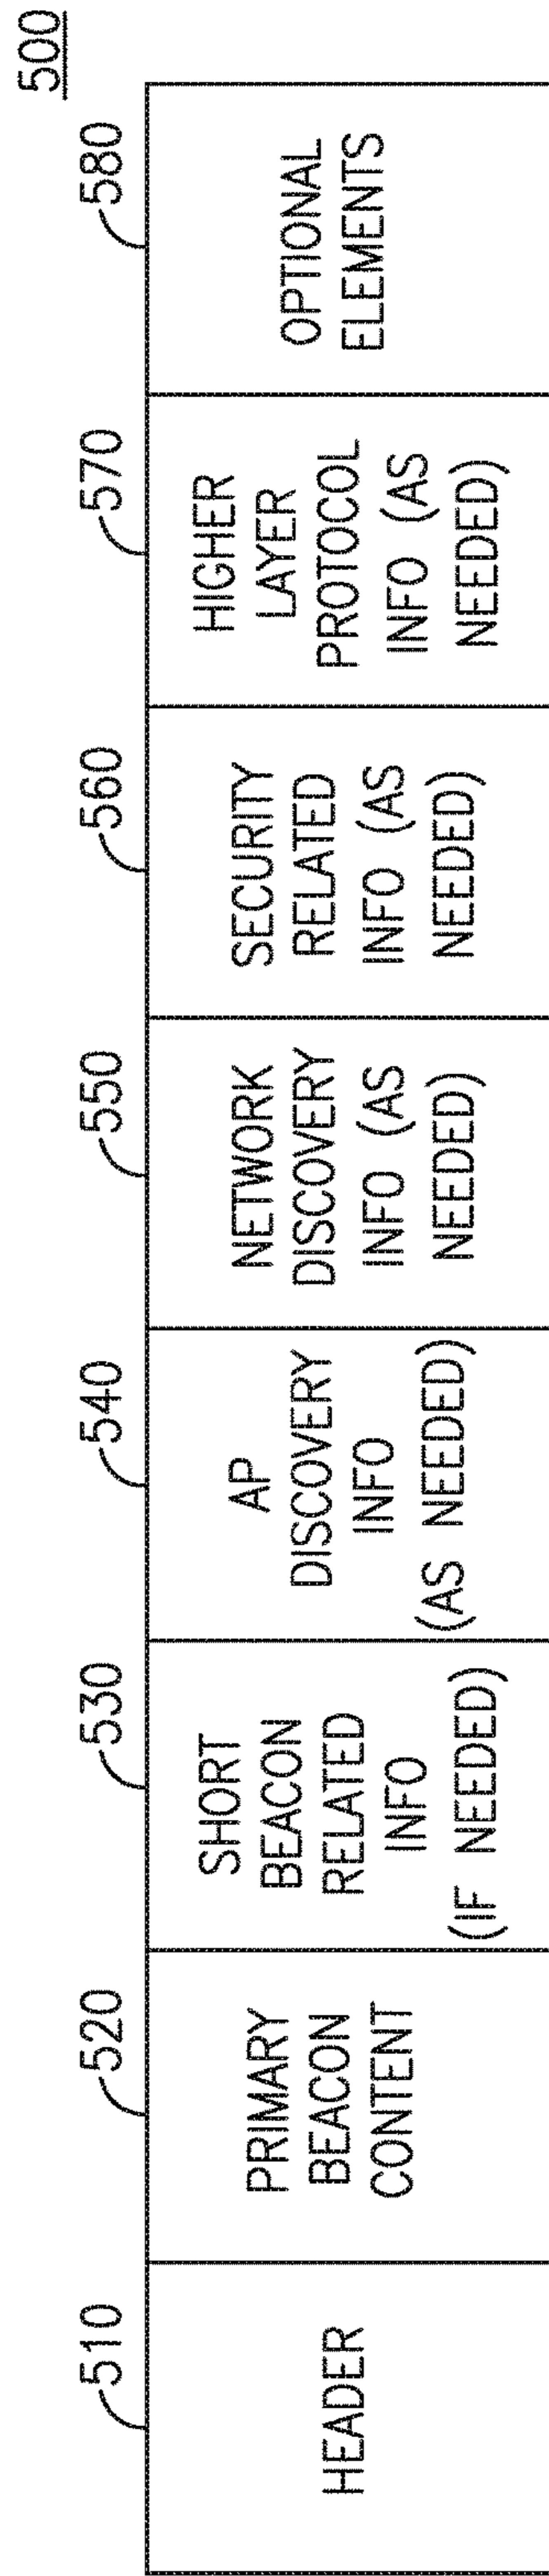 500
510
520
530
540
550
560
570
580
HEADER
PRIMARY
BEACON
CONTENT
SHORT
BEACON
RELATED
INFO
(IF NEEDED)
AP
DISCOVERY
INFO
(AS NEEDED)
NETWORK
DISCOVERY
INFO (AS
NEEDED)
SECURITY
RELATED
INFO (AS
NEEDED)
HIGHER
LAYER
PROTOCOL
INFO (AS
NEEDED)
OPTIONAL
ELEMENTS